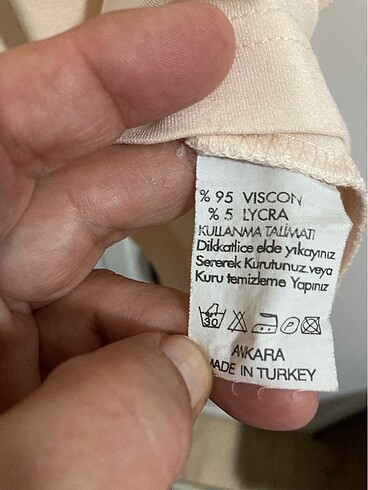 % 95 VISCON
% 5 LYCRA
KULLANMA TALİMATI
Dikkatlice elde yıkayınız
Sererek Kurutunuz.veya
Kuru temizleme Yapınız
30 P
ANKARA
MADE IN TURKEY